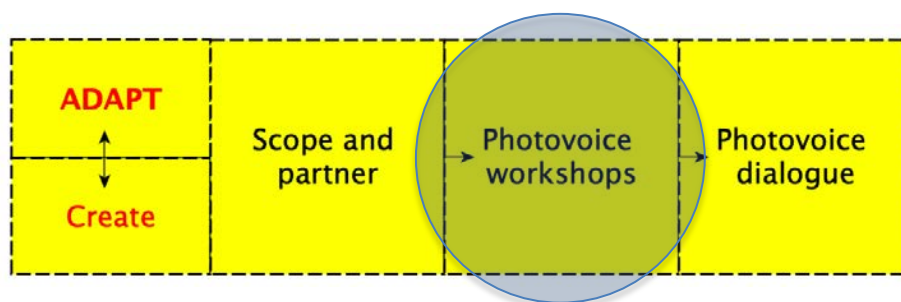 ADAPT
Create
Scope and
partner
Photovoice
workshops
Photovoice
dialogue